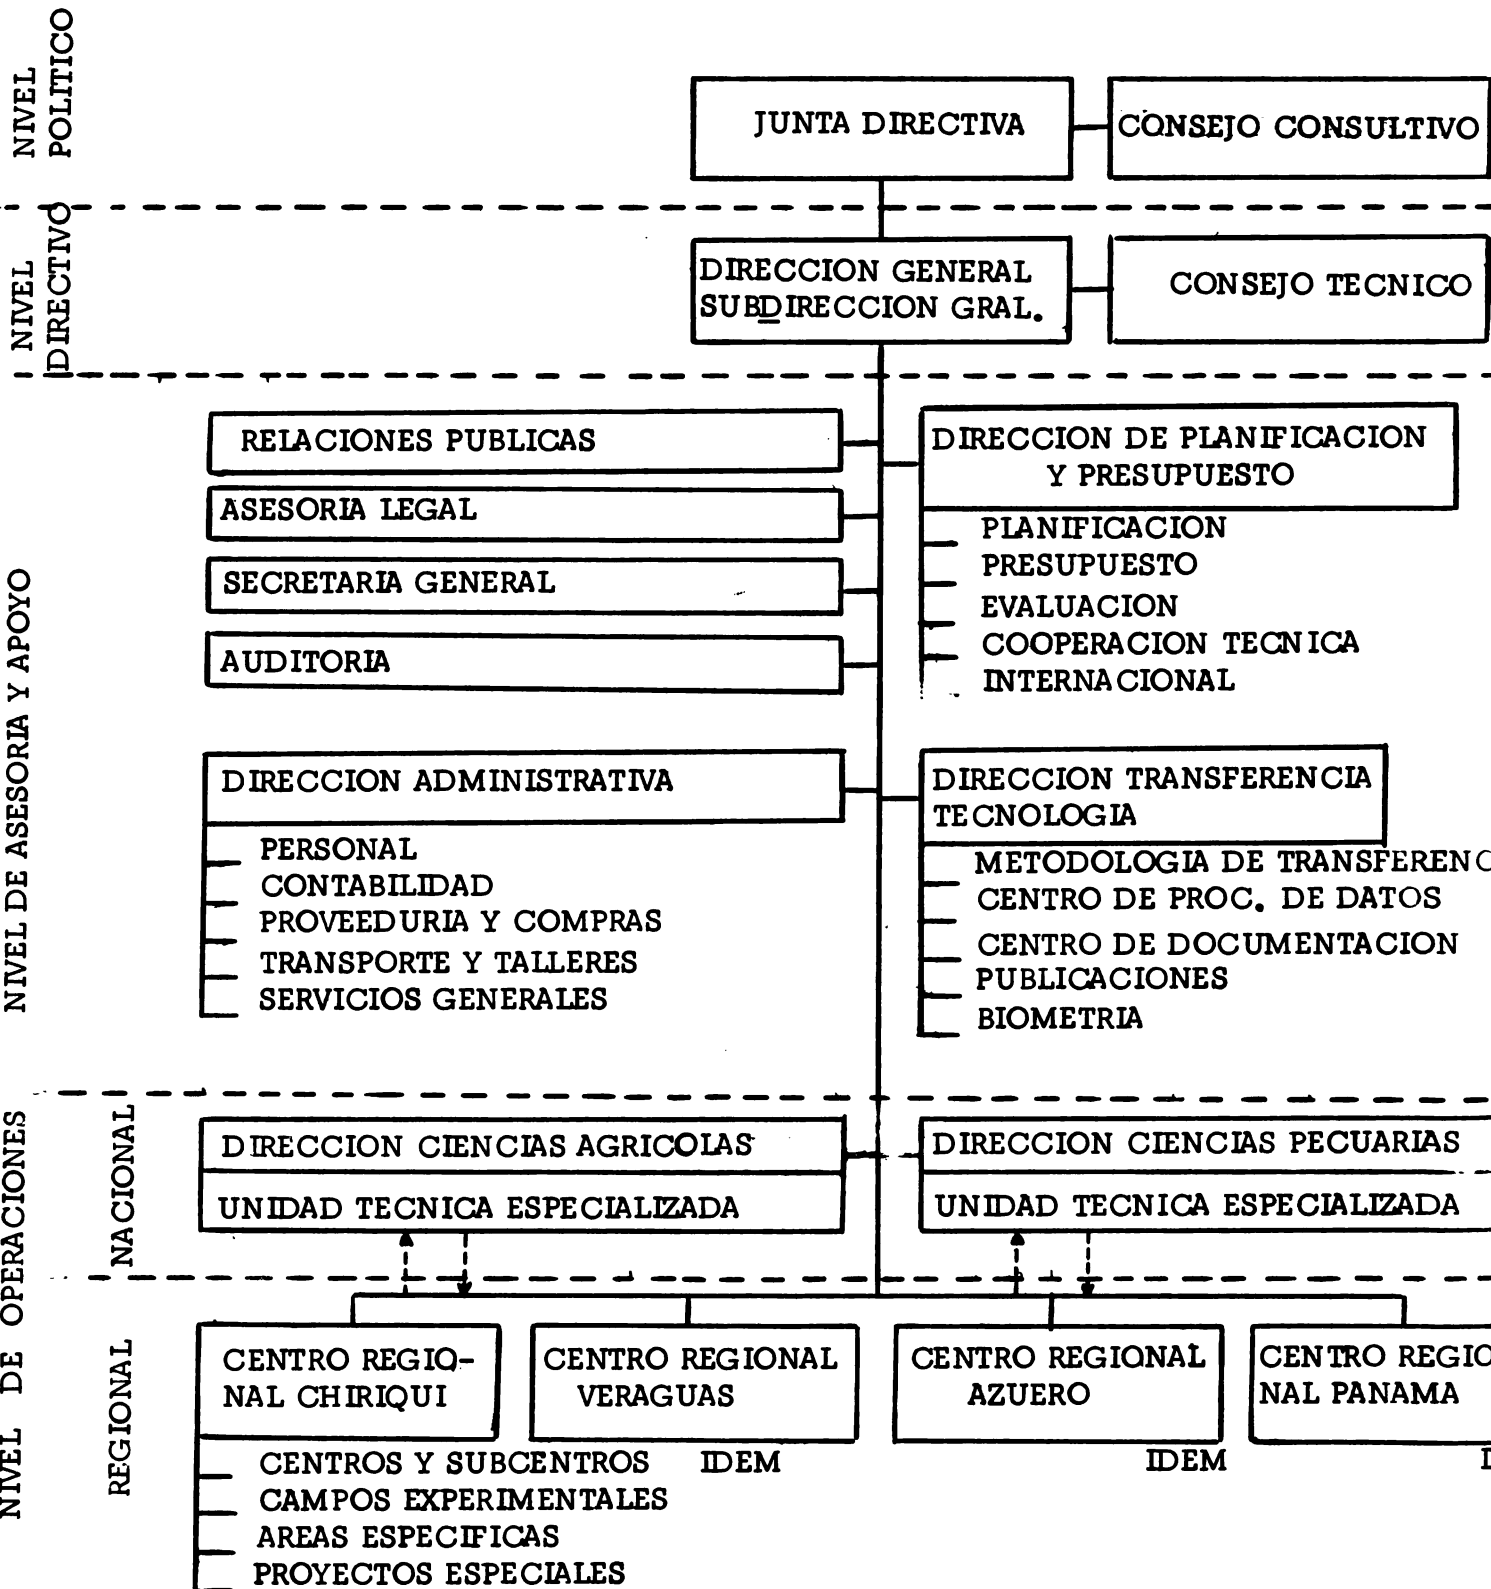 NIVEL
POLITICO
JUNTA DIRECTIVA
CONSEJO CONSULTIVO
NIVEL
DIRECTIVO
DIRECCION GENERAL
SUBDIRECCION GRAL.
CONSEJO TECNICO
NIVEL DE ASESORIA Y APOYO
RELACIONES PUBLICAS
ASESORIA LEGAL
SECRETARIA GENERAL
AUDITORIA
DIRECCION DE PLANIFICACION
Y PRESUPUESTO
PLANIFICACION
PRESUPUESTO
EVALUACION
COOPERACION TECNICA
INTERNACIONAL
DIRECCION ADMINISTRATIVA
PERSONAL
CONTABILIDAD
PROVEEDURIA Y COMPRAS
TRANSPORTE Y TALLERES
SERVICIOS GENERALES
DIRECCION TRANSFERENCIA
TECNOLOGIA
METODOLOGIA DE TRANSFERENC
CENTRO DE PROC. DE DATOS
CENTRO DE DOCUMENTACION
PUBLICACIONES
BIOMETRIA
NIVEL DE OPERACIONES
NACIONAL
DIRECCION CIENCIAS AGRICOLAS
UNIDAD TECNICA ESPECIALIZADA
DIRECCION CIENCIAS PECUARIAS
UNIDAD TECNICA ESPECIALIZADA
REGIONAL
CENTRO REGIO-
NAL CHIRIQUI
CENTROS Y SUBCENTROS
CAMPOS EXPERIMENTALES
AREAS ESPECIFICAS
PROYECTOS ESPECIALES
CENTRO REGIONAL
VERAGUAS
IDEM
CENTRO REGIONAL
AZUERO
IDEM
CENTRO REGIO
NAL PANAMA